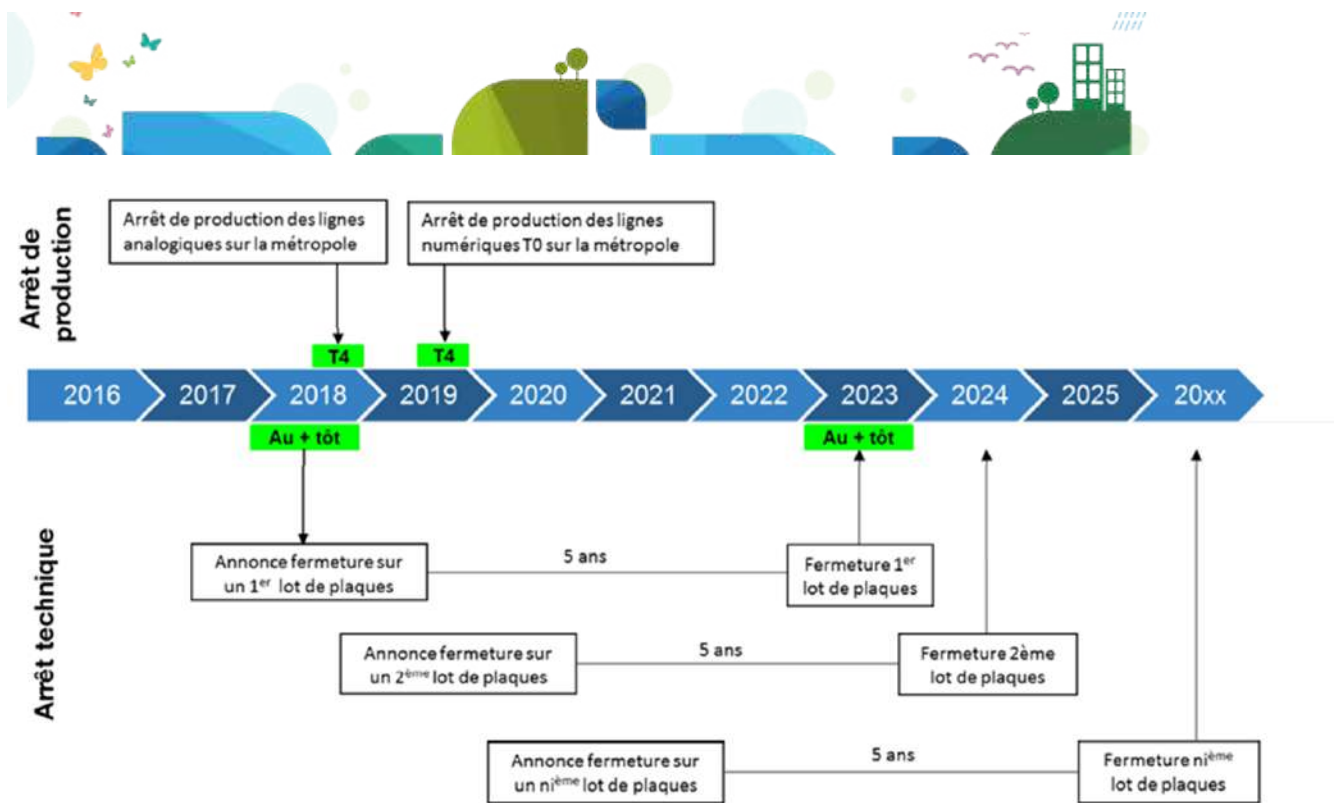 Arrêt de
production
Arrêt de production des lignes
analogiques sur la métropole
Arrêt de production des lignes
numériques T0 sur la métropole
T4
T4
2016
2017
2018
2019
2020
2021
2022
2023
2024
2025
20xx
Au + tôt
Au + tôt
Arrêt technique
Annonce fermeture sur
un 1er lot de plaques
5 ans
Fermeture 1er
lot de plaques
Annonce fermeture sur
un 2ème lot de plaques
5 ans
Fermeture 2ème
lot de plaques
Annonce fermeture sur
un nième lot de plaques
5 ans
Fermeture nième
lot de plaques